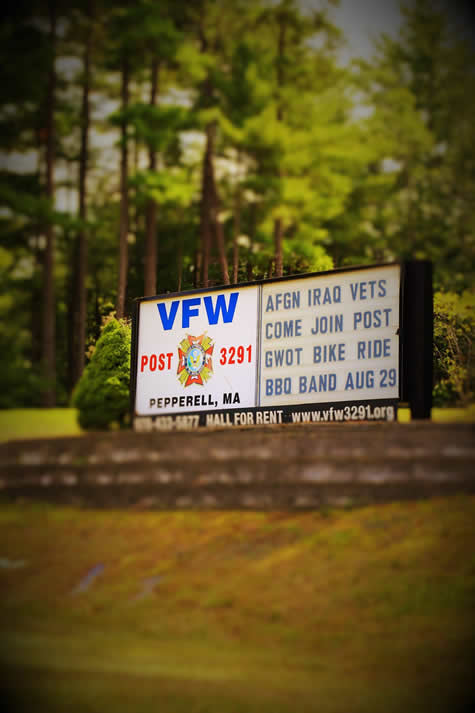 VFW
POST 3291
PEPPERELL, MA
AFGN IRAQ VETS
COME JOIN POST
GWOT BIKE RIDE
BBQ BAND AUG 29
HALL FOR RENT www.vfw3291.org